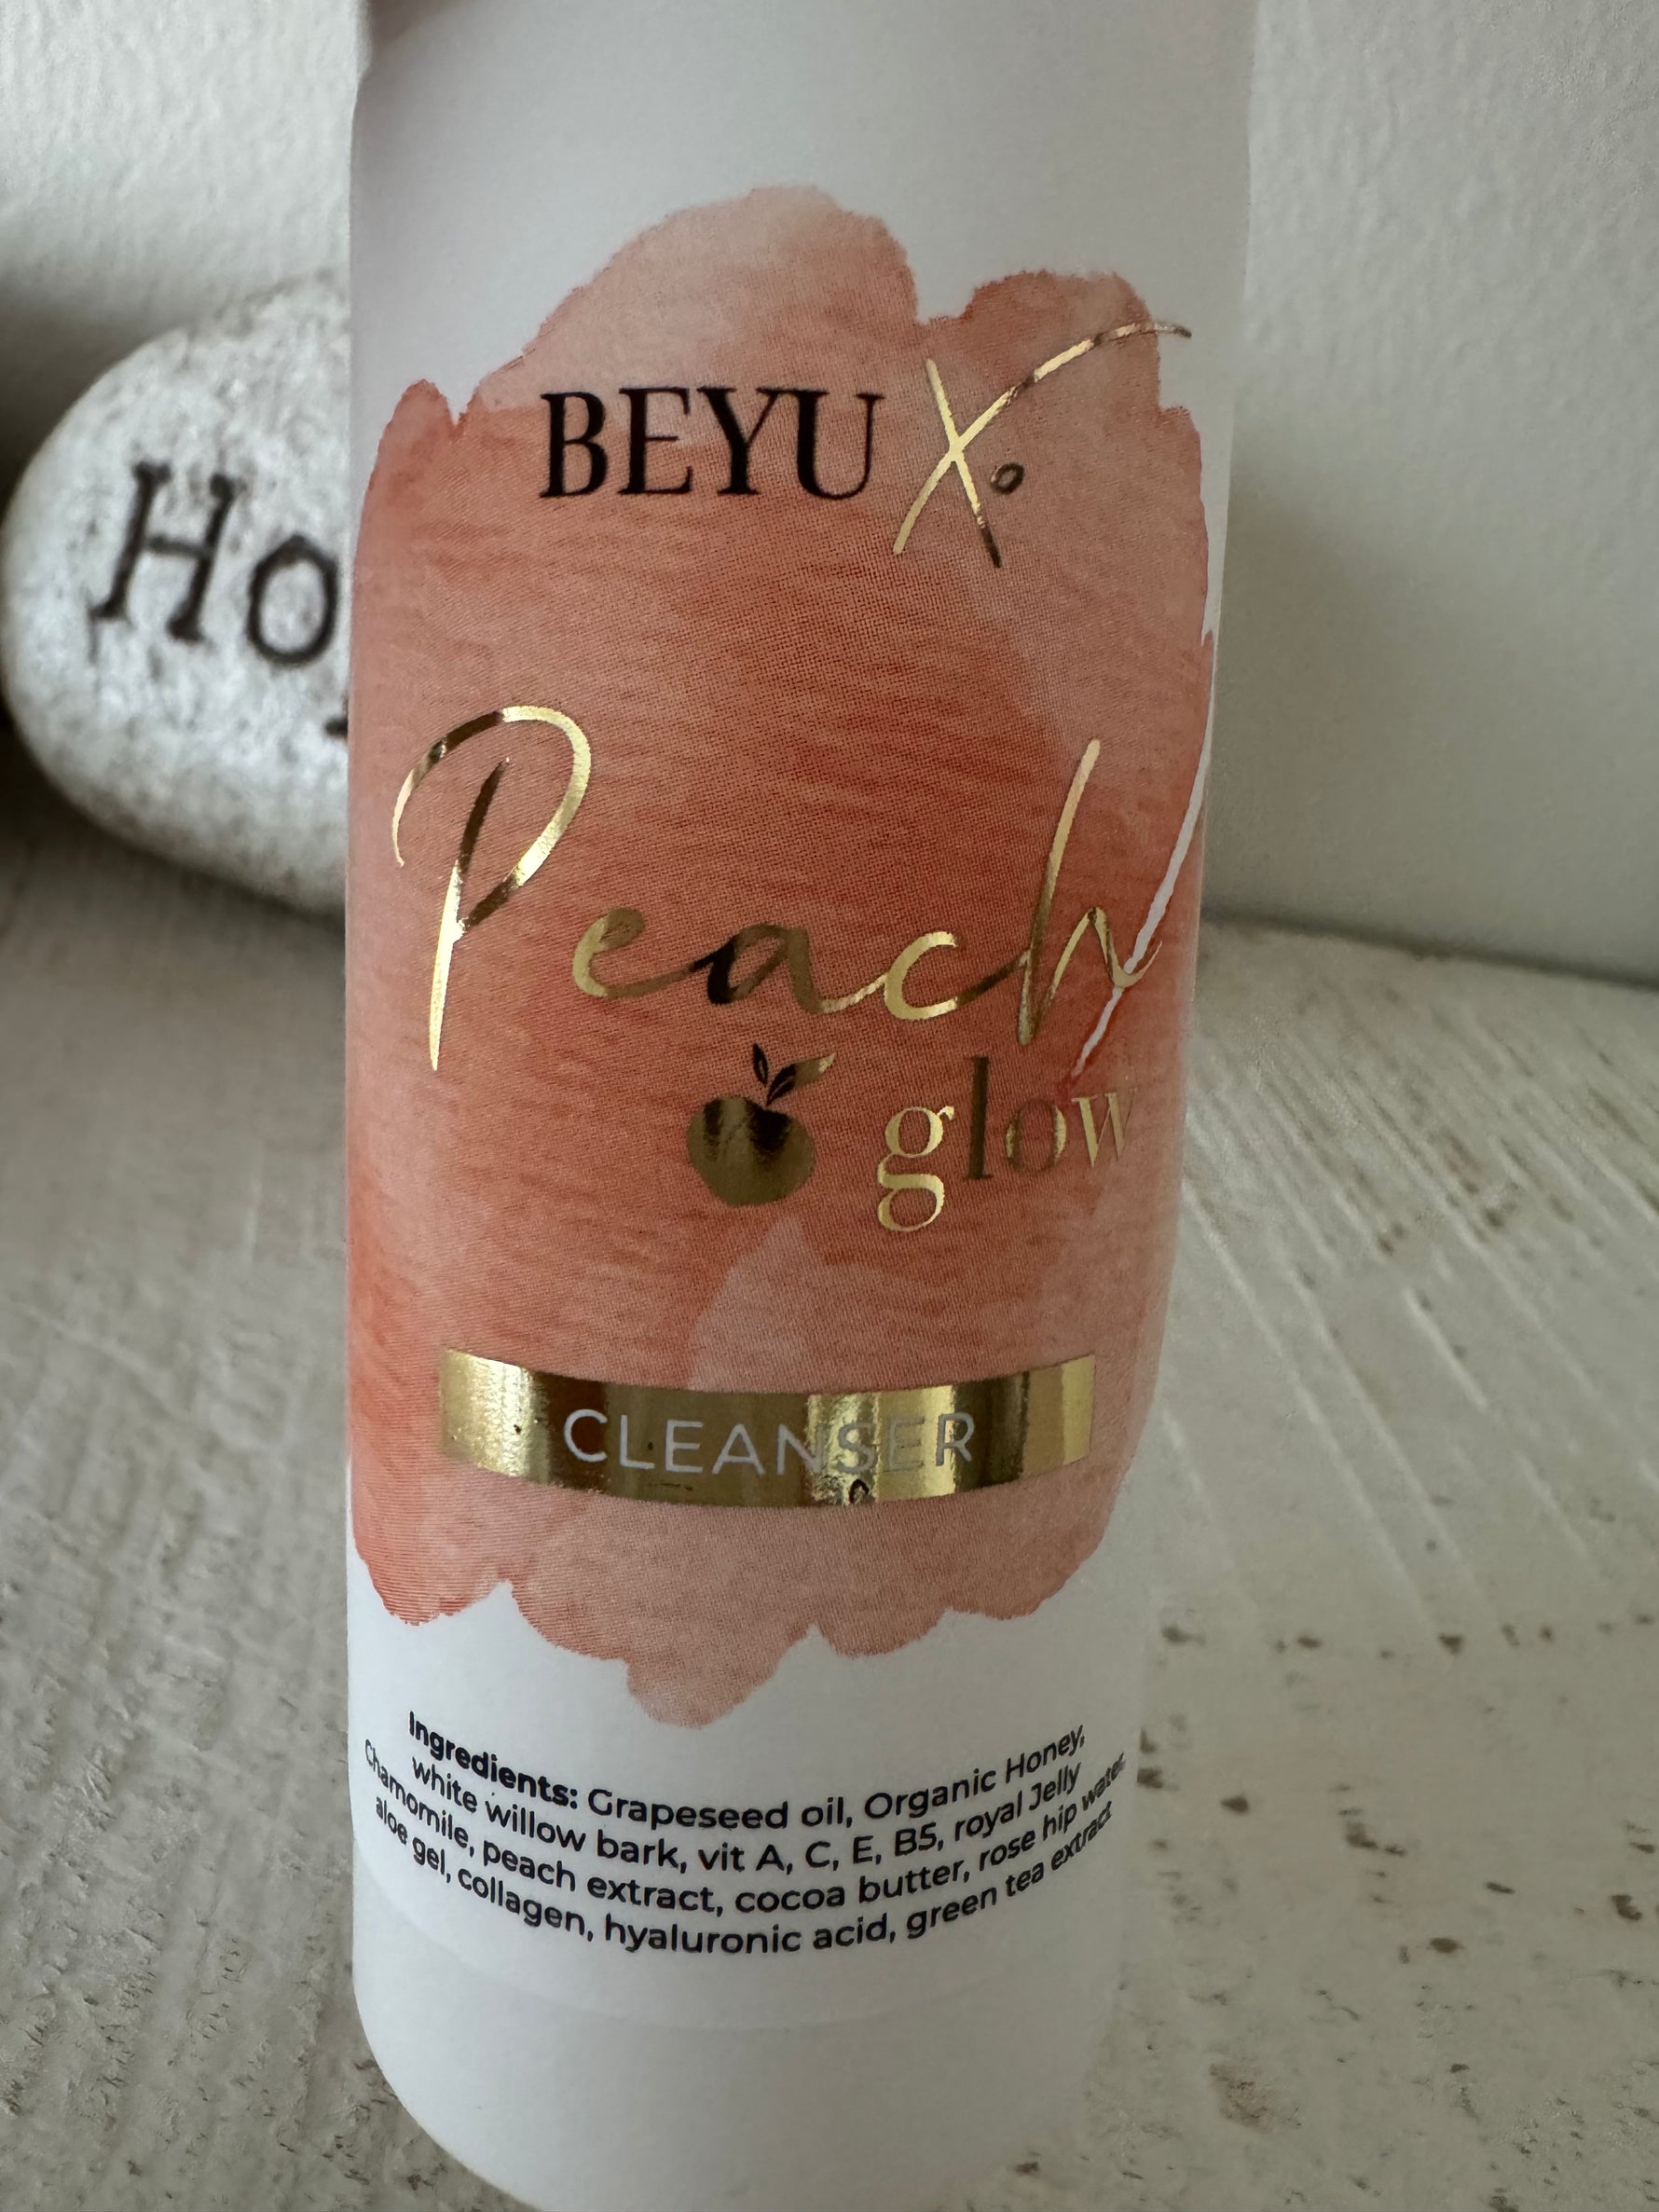 BEYU X.
Ho
Peach
glow
CLEANSER
Ingredients: Grapeseed oil, Organic Honey,
white willow bark, vit A, C, E, B5, royal Jelly
Chamomile, peach extract, cocoa butter, rose hip water,
aloe gel, collagen, hyaluronic acid, green tea extract